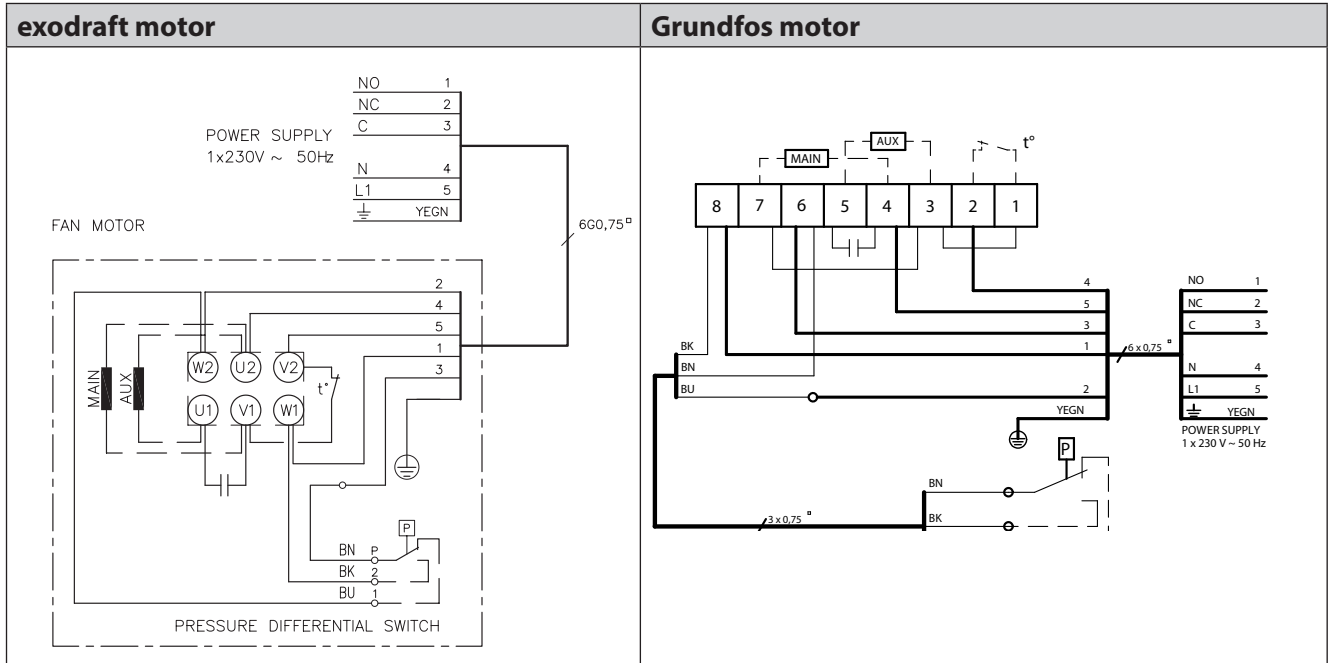 exodraft motor
NO 1
NC 2
C 3
POWER SUPPLY
1x230V ~ 50Hz
N 4
L1 5
YEGN
6G0,75
FAN MOTOR
2
4
5
1
3
MAIN
AUX
W2 U2 V2
t°
U1 V1 W1
P
BN P
BK 2
BU 1
PRESSURE DIFFERENTIAL SWITCH
Grundfos motor
AUX
t°
MAIN
8 7 6 5 4 3 2 1
4
5
3
1
2
YEGN
BK
BN
BU
6 x 0,75
NO 1
NC 2
C 3
N 4
L1 5
YEGN
POWER SUPPLY
1 x 230 V ~ 50 Hz
P
BN
BK
3 x 0,75